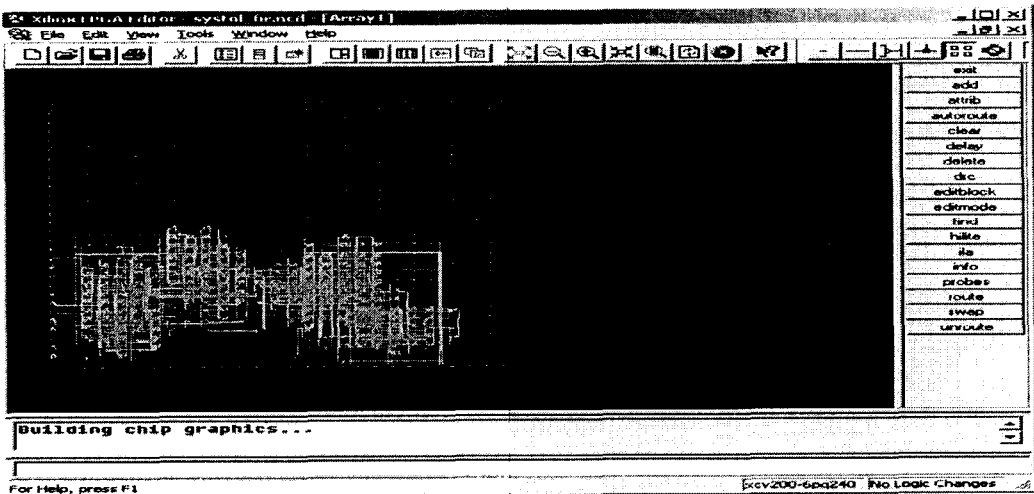 Xilinx FPGA Editor - systol_fir.ncd - [Array1]
File Edit View Tools Window Help
exit
add
attrib
autoroute
clear
delay
delete
drc
editblock
editmode
find
hilite
ila
info
probes
route
swap
unroute
Building chip graphics...
For Help, press F1
xcv200-6pq240 No Logic Changes